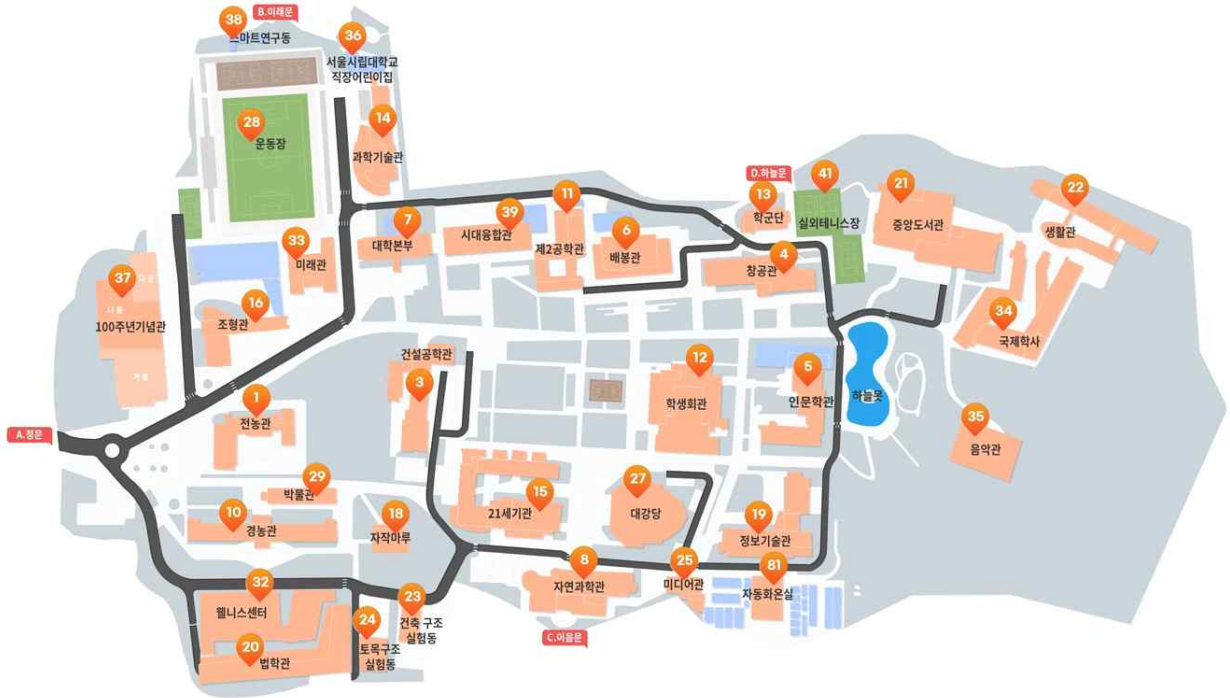 38
B.미래문
스마트연구동
36
서울시립대학교
직장어린이집
28
운동장
14
과학기술관
D.하늘문
41
실외테니스장
13
학군단
21
중앙도서관
22
생활관
11
제2공학관
39
시대융합관
7
대학본부
6
배봉관
4
창공관
33
미래관
37
다동
나동
100주년기념관
가동
16
조형관
34
국제학사
건설공학관
3
12
학생회관
5
인문학관
하늘못
1
전농관
35
음악관
A.정문
29
박물관
10
경농관
18
자작마루
15
21세기관
27
대강당
19
정보기술관
8
자연과학관
25
미디어관
81
자동화온실
32
웰니스센터
23
건축 구조
실험동
24
토목구조
실험동
20
법학관
C.어울문